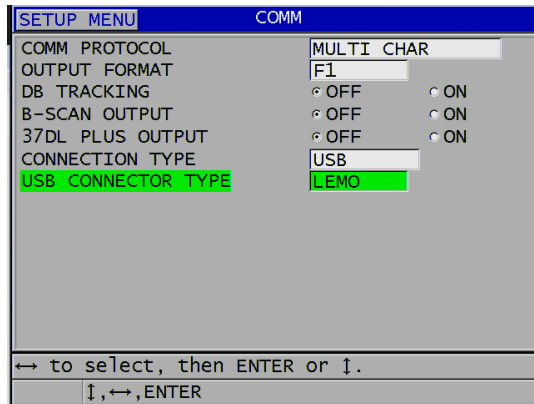 SETUP MENU COMM
COMM PROTOCOL MULTI CHAR
OUTPUT FORMAT F1
DB TRACKING OFF ON
B-SCAN OUTPUT OFF ON
37DL PLUS OUTPUT OFF ON
CONNECTION TYPE USB
USB CONNECTOR TYPE LEMO
↔ to select, then ENTER or ↕.
↕,↔,ENTER